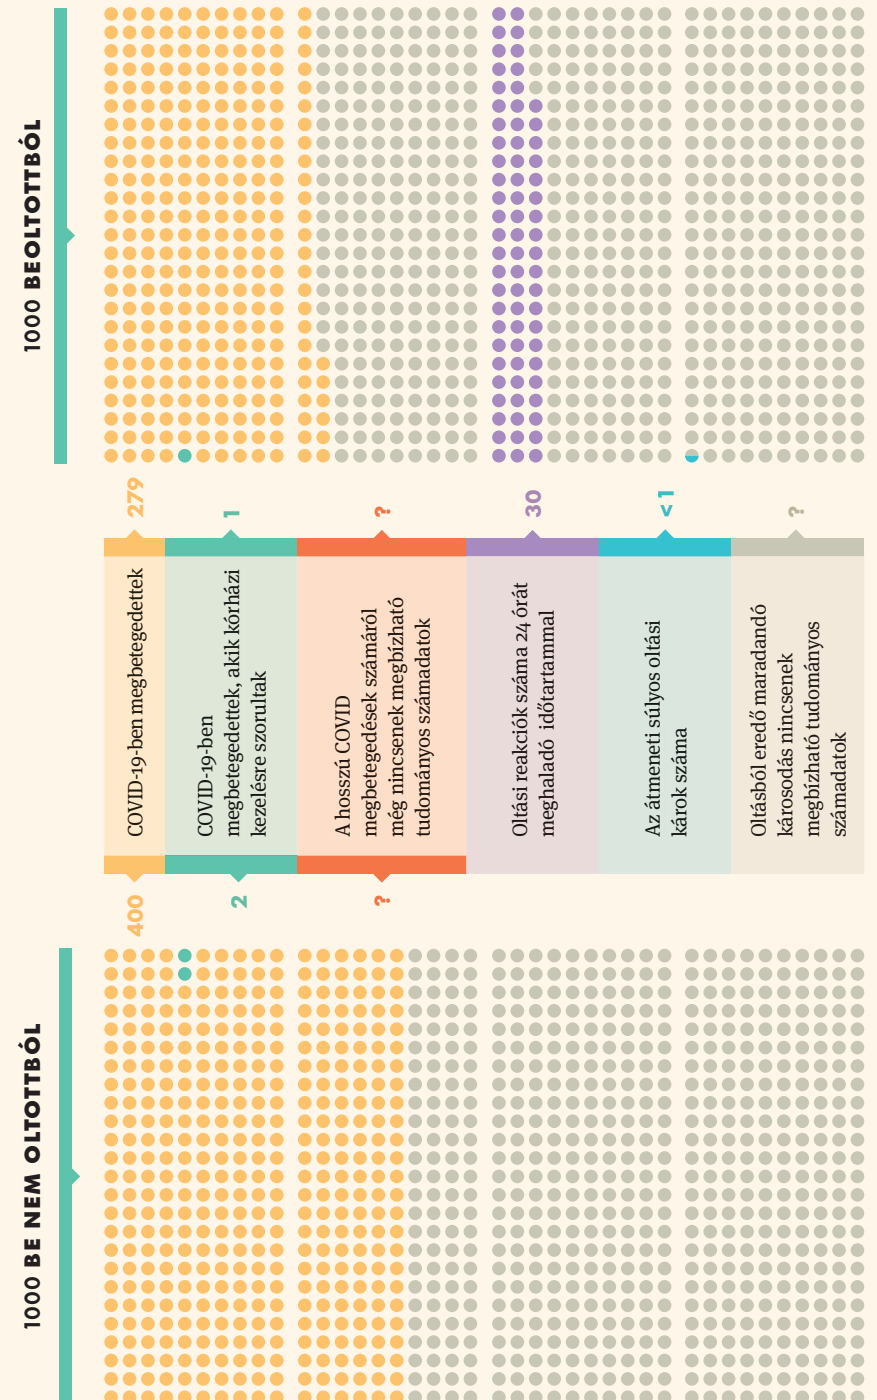 1000 BE NEM OLTOTTBÓL
1000 BEOLTOTTBÓL
400
COVID-19-ben megbetegedettek
279
2
COVID-19-ben
megbetegedettek, akik kórházi
kezelésre szorultak
1
?
A hosszú COVID
megbetegedések számáról
még nincsenek megbízható
tudományos számadatok
?
Oltási reakciók száma 24 órát
meghaladó időtartammal
30
Az átmeneti súlyos oltási
károk száma
<1
Oltásból eredő maradandó
károsodás nincsenek
megbízható tudományos
számadatok
?